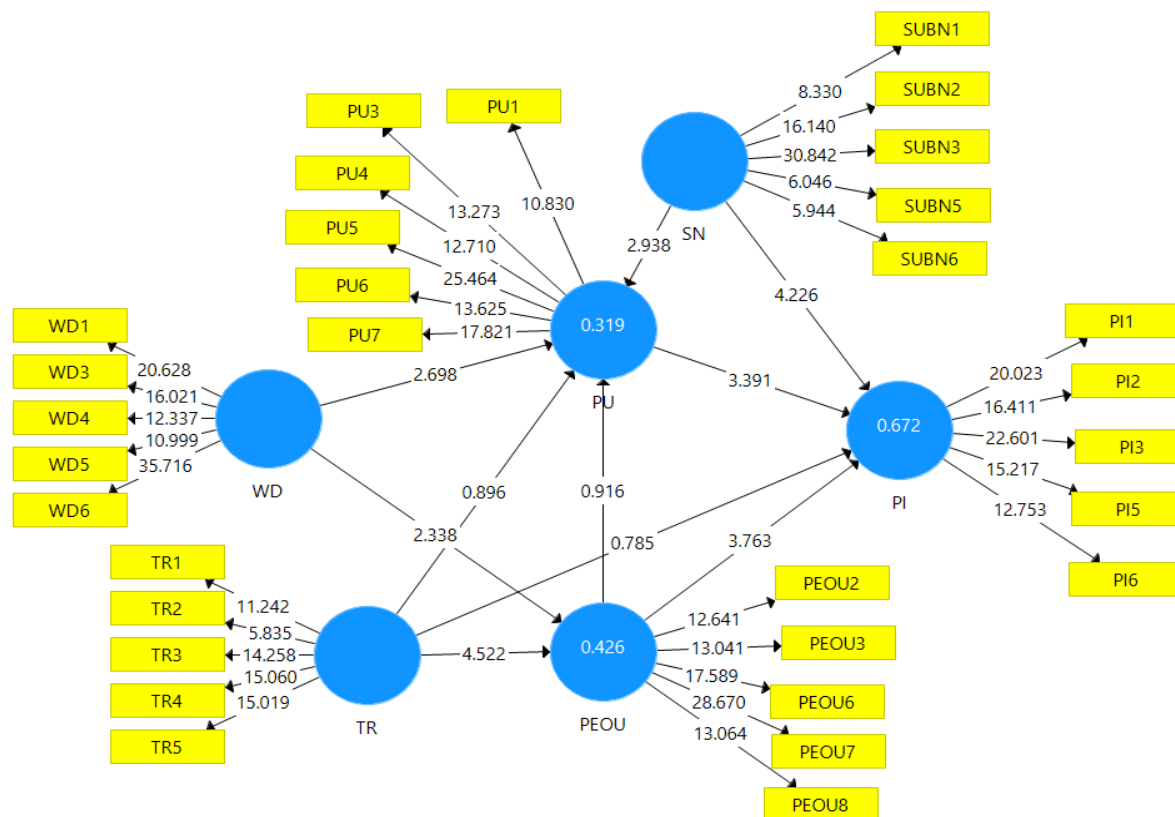 SUBN1
8.330
SUBN2
16.140
SUBN3
30.842
SUBN5
6.046
SUBN6
5.944
SN
2.938
4.226
PU1
PU3
PU4
PU5
PU6
PU7
10.830
13.273
12.710
25.464
13.625
17.821
0.319
PU
WD1
WD3
WD4
WD5
WD6
20.628
16.021
12.337
10.999
35.716
WD
2.698
2.338
3.391
0.896
0.916
0.785
3.763
PI1
PI2
PI3
PI5
PI6
20.023
16.411
22.601
15.217
12.753
0.672
PI
TR1
TR2
TR3
TR4
TR5
11.242
5.835
14.258
15.060
15.019
TR
4.522
0.426
PEOU
PEOU2
PEOU3
PEOU6
PEOU7
PEOU8
12.641
13.041
17.589
28.670
13.064